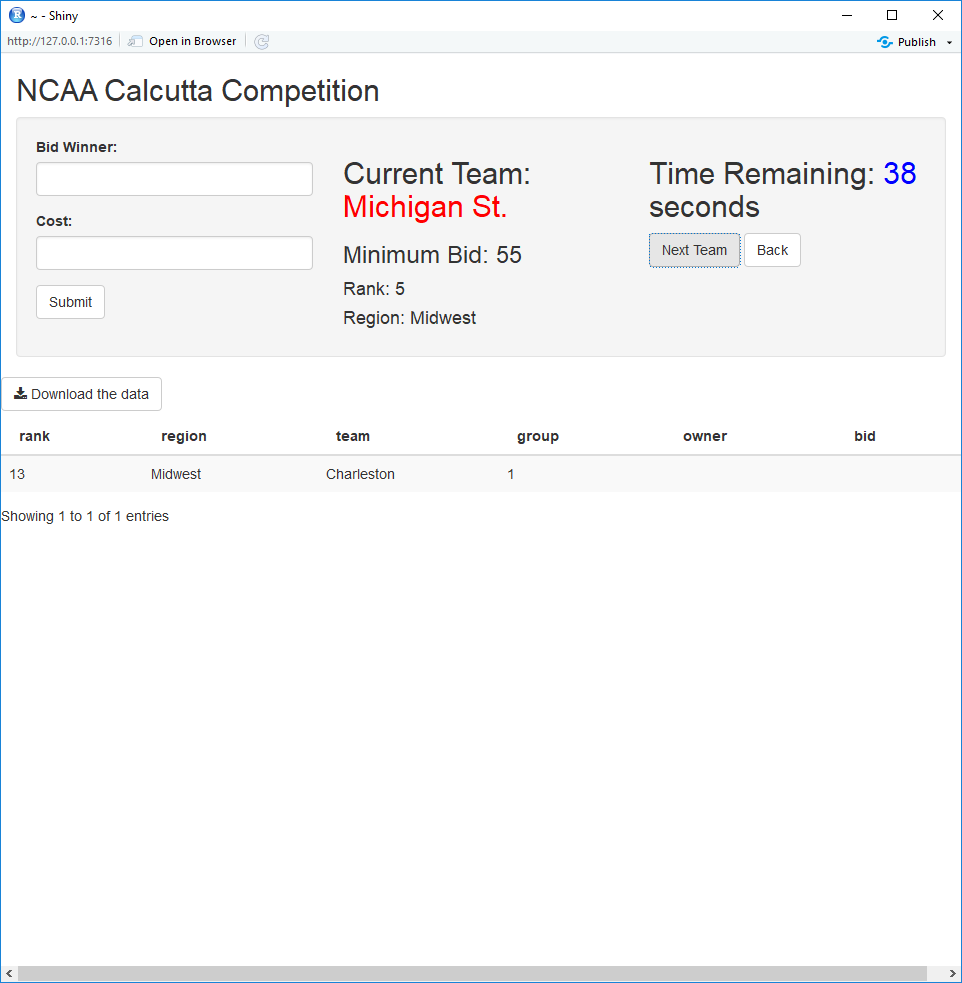 ~ - Shiny
http://127.0.0.1:7316 Open in Browser Publish
NCAA Calcutta Competition
Bid Winner:
Cost:
Submit
Current Team:
Michigan St.
Minimum Bid: 55
Rank: 5
Region: Midwest
Time Remaining: 38
seconds
Next Team Back
Download the data
rank region team group owner bid
13 Midwest Charleston 1
Showing 1 to 1 of 1 entries